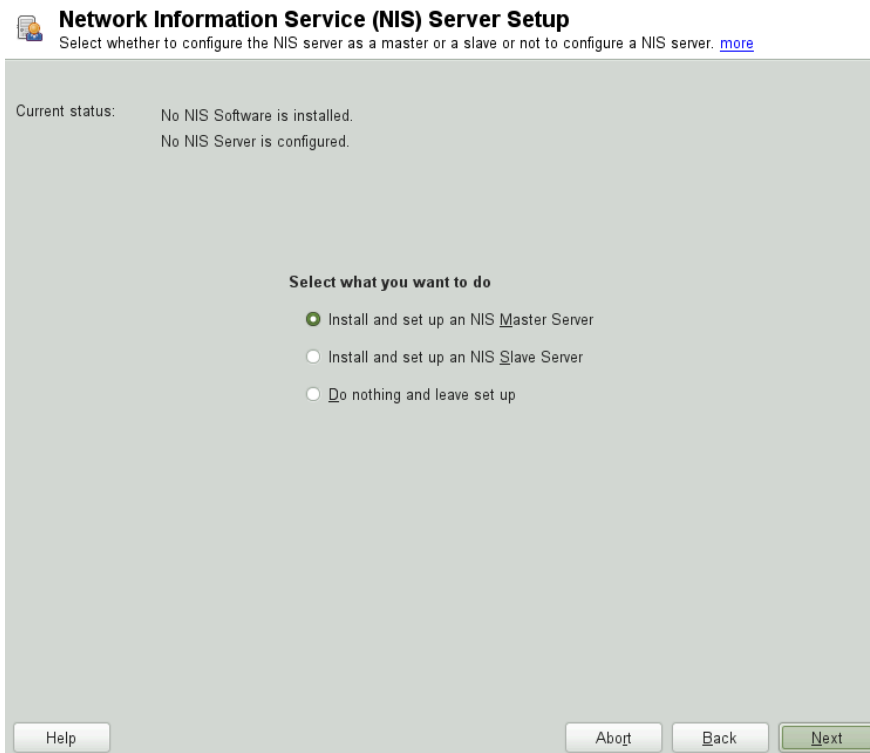 Network Information Service (NIS) Server Setup
Select whether to configure the NIS server as a master or a slave or not to configure a NIS server. more
Current status: No NIS Software is installed.
No NIS Server is configured.
Select what you want to do
Install and set up an NIS Master Server
Install and set up an NIS Slave Server
Do nothing and leave set up
Help Abort Back Next